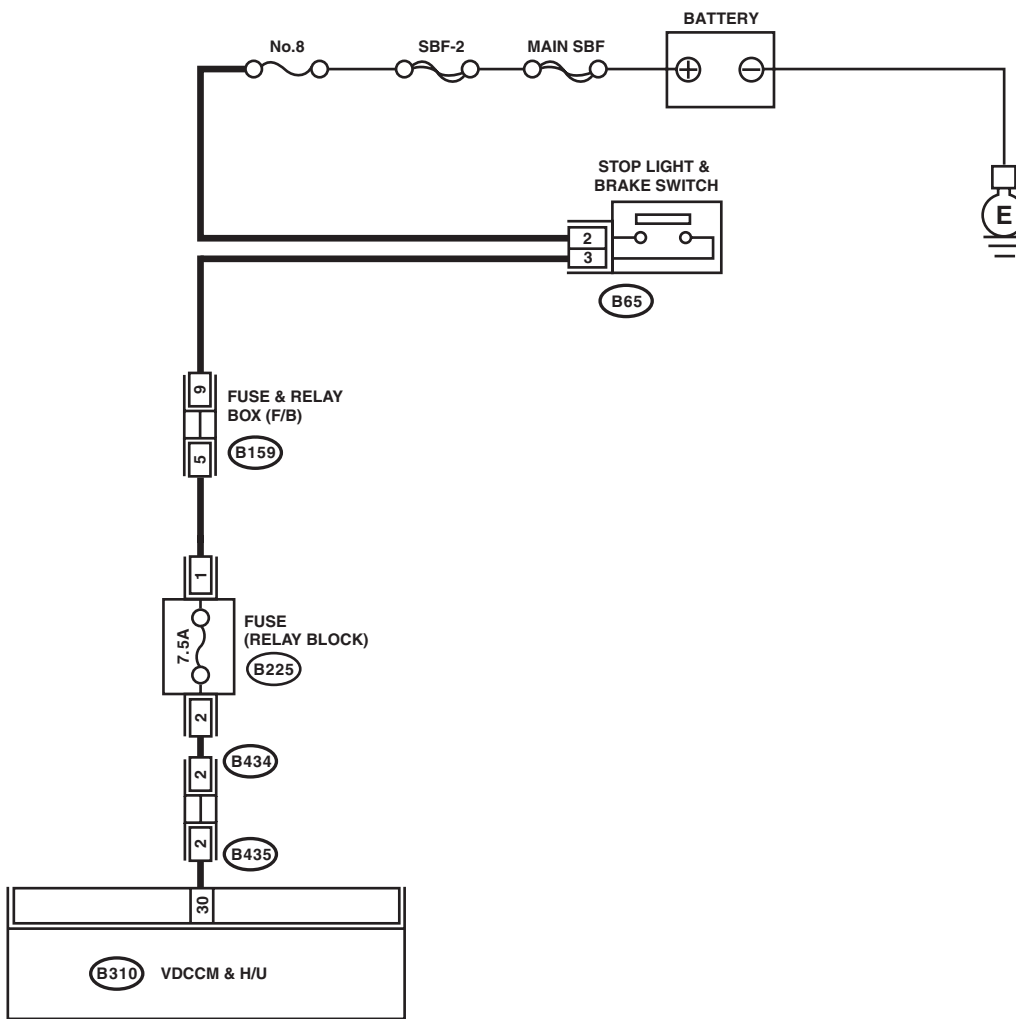 BATTERY
No.8
SBF-2
MAIN SBF
STOP LIGHT &
BRAKE SWITCH
E
2
3
B65
9
FUSE & RELAY
BOX (F/B)
5
B159
1
7.5A
FUSE
(RELAY BLOCK)
B225
2
B434
2
2
B435
30
B310
VDCCM & H/U